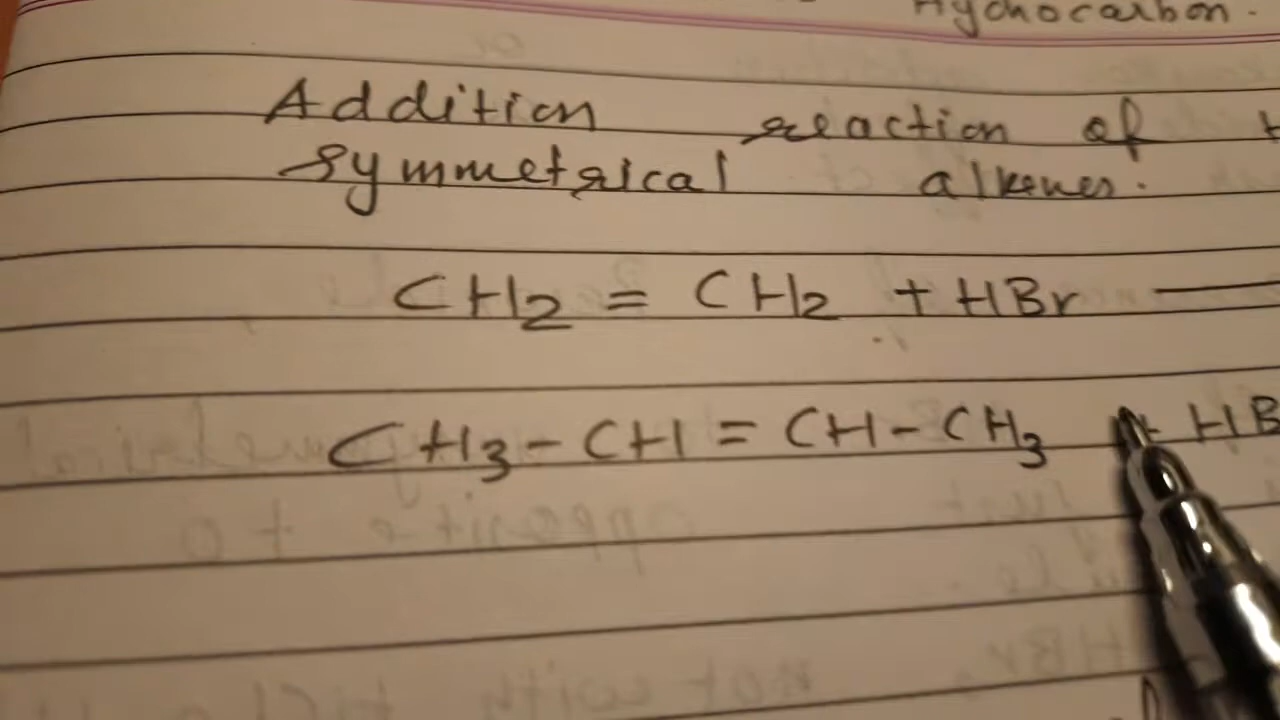 Hydrocarbon.
Addition reaction of
symmetrical alkenes.
CH2 = CH2 + HBr
CH3 - CH = CH - CH3 + HB